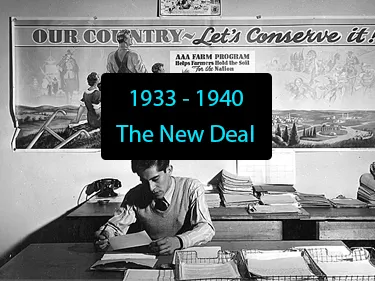 OUR COUNTRY~Let's Conserve it!
AAA FARM PROGRAM
Helps Farmers Hold the Soil
For the Nation
1933 - 1940
The New Deal